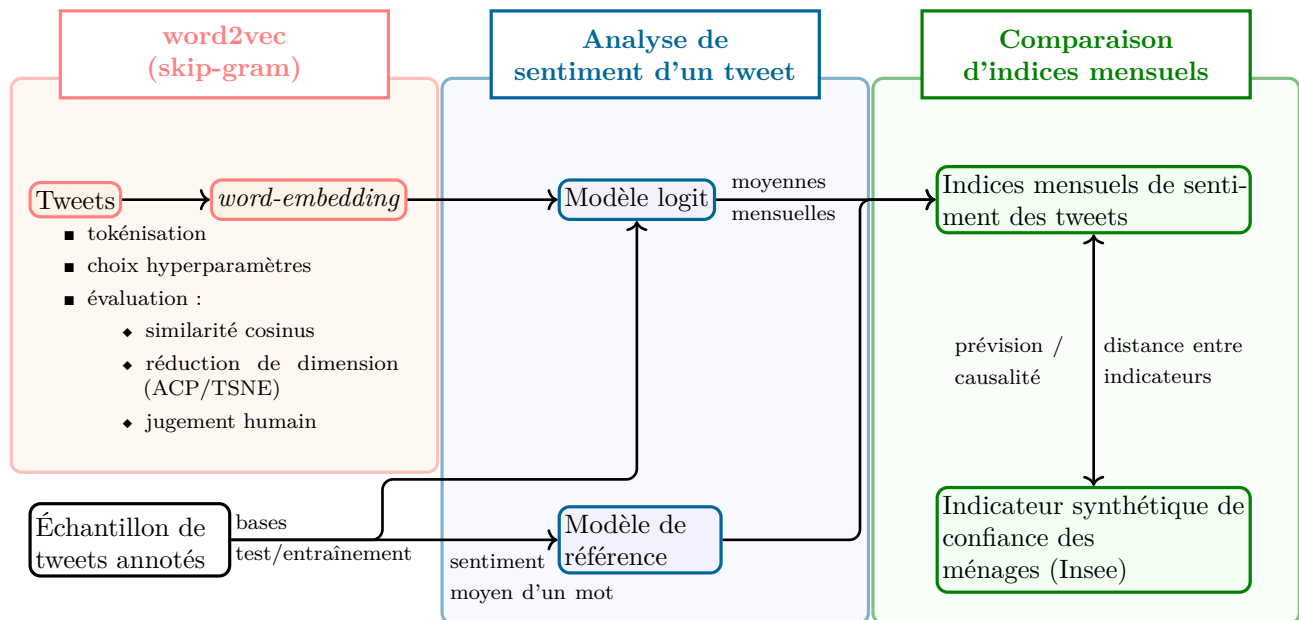 word2vec
(skip-gram)
Analyse de
sentiment d'un tweet
Comparaison
d'indices mensuels
Tweets
word-embedding
■ tokénisation
■ choix hyperparamètres
■ évaluation :
◆ similarité cosinus
◆ réduction de dimension
(ACP/TSNE)
◆ jugement humain
Modèle logit
moyennes
mensuelles
Indices mensuels de senti-
ment des tweets
prévision /
causalité
distance entre
indicateurs
Échantillon de
tweets annotés
bases
test/entraînement
sentiment
moyen d'un mot
Modèle de
référence
Indicateur synthétique de
confiance des
ménages (Insee)